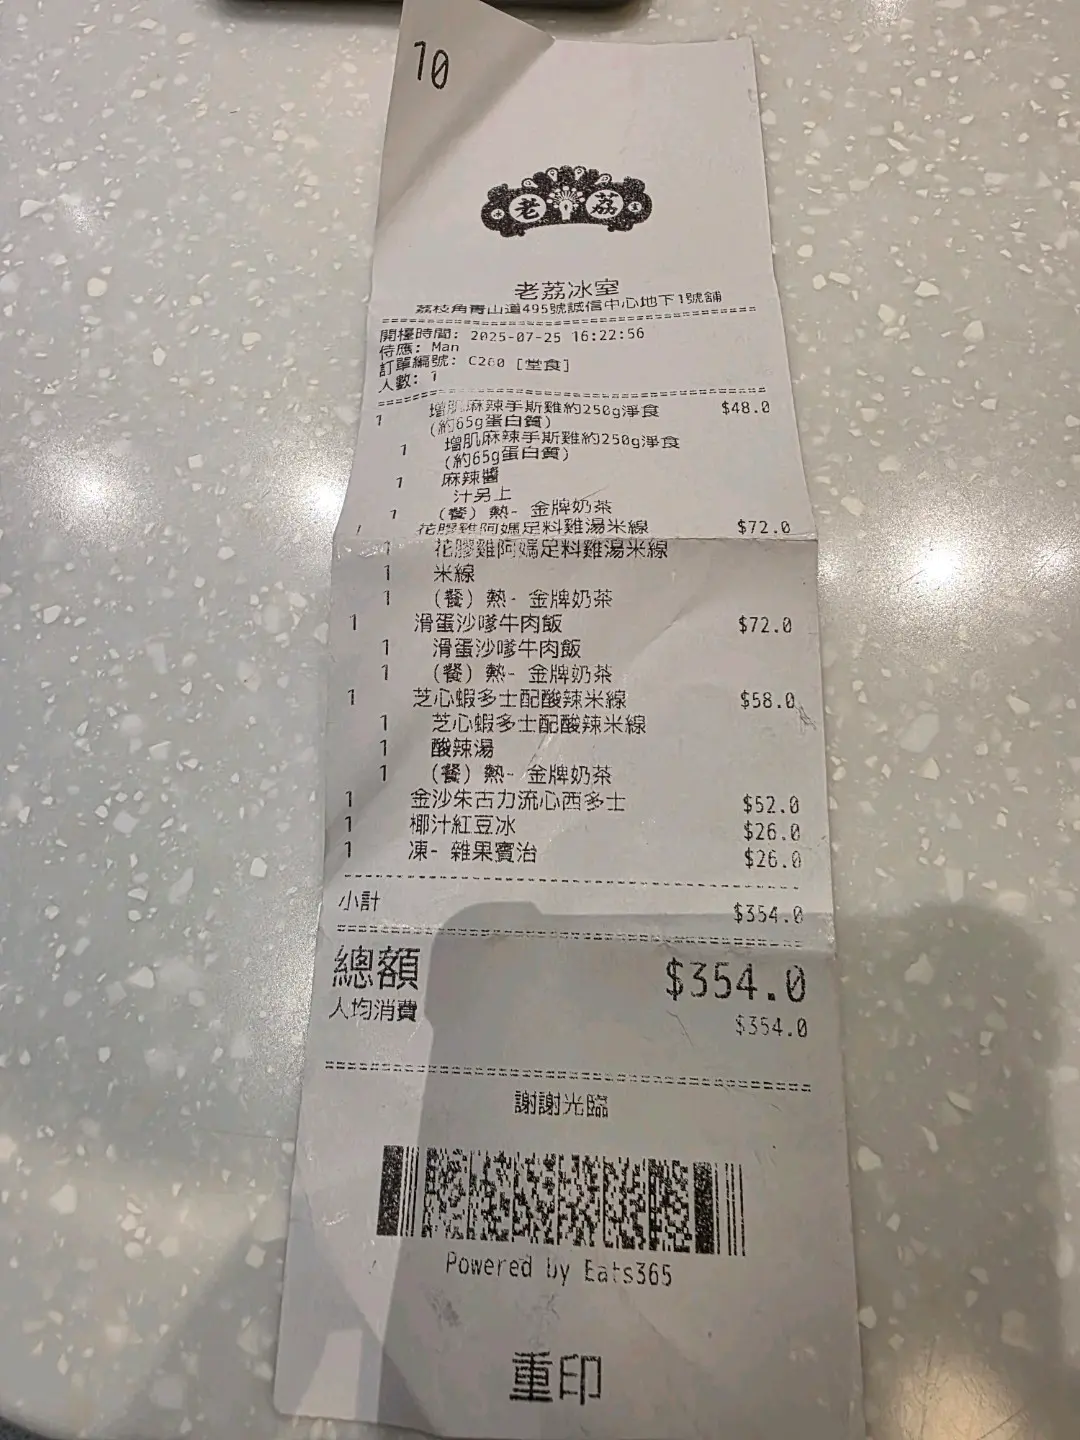 10
老 荔
老荔冰室
荔枝角青山道495號誠信中心地下1號舖
開檯時間: 2025-07-25 16:22:56
侍應: Man
訂單編號: C280 [堂食]
人數: 1
1 增肌麻辣手撕雞約250g淨食 $48.0
(約65g蛋白質)
1 增肌麻辣手撕雞約250g淨食
(約65g蛋白質)
1 麻辣醬
汁另上
1 (餐) 熱- 金牌奶茶
1 花膠雞阿媽足料雞湯米線 $72.0
1 花膠雞阿媽足料雞湯米線
1 米線
1 (餐) 熱- 金牌奶茶
1 滑蛋沙嗲牛肉飯 $72.0
1 滑蛋沙嗲牛肉飯
1 (餐) 熱- 金牌奶茶
1 芝心蝦多士配酸辣米線 $58.0
1 芝心蝦多士配酸辣米線
1 酸辣湯
1 (餐) 熱- 金牌奶茶
1 金沙朱古力流心西多士 $52.0
1 椰汁紅豆冰 $26.0
1 凍- 雜果賓治 $26.0
小計 $354.0
總額 $354.0
人均消費 $354.0
謝謝光臨
Powered by Eats365
重印